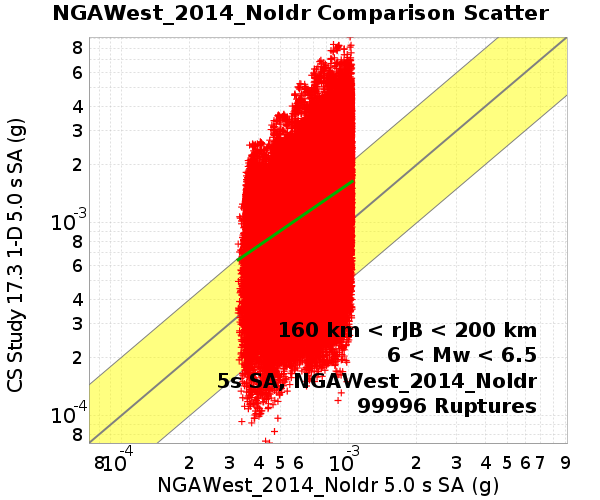 NGAWest_2014_NoIdr Comparison Scatter
CS Study 17.3 1-D 5.0 s SA (g)
8
6
4
3
2
10^-3
8
6
4
3
2
10^-4
8
160 km < rJB < 200 km
6 < Mw < 6.5
5s SA, NGAWest_2014_NoIdr
99996 Ruptures
8 10^-4 2 3 4 5 6 10^-3 2 3 4 5 6 7 9
NGAWest_2014_NoIdr 5.0 s SA (g)